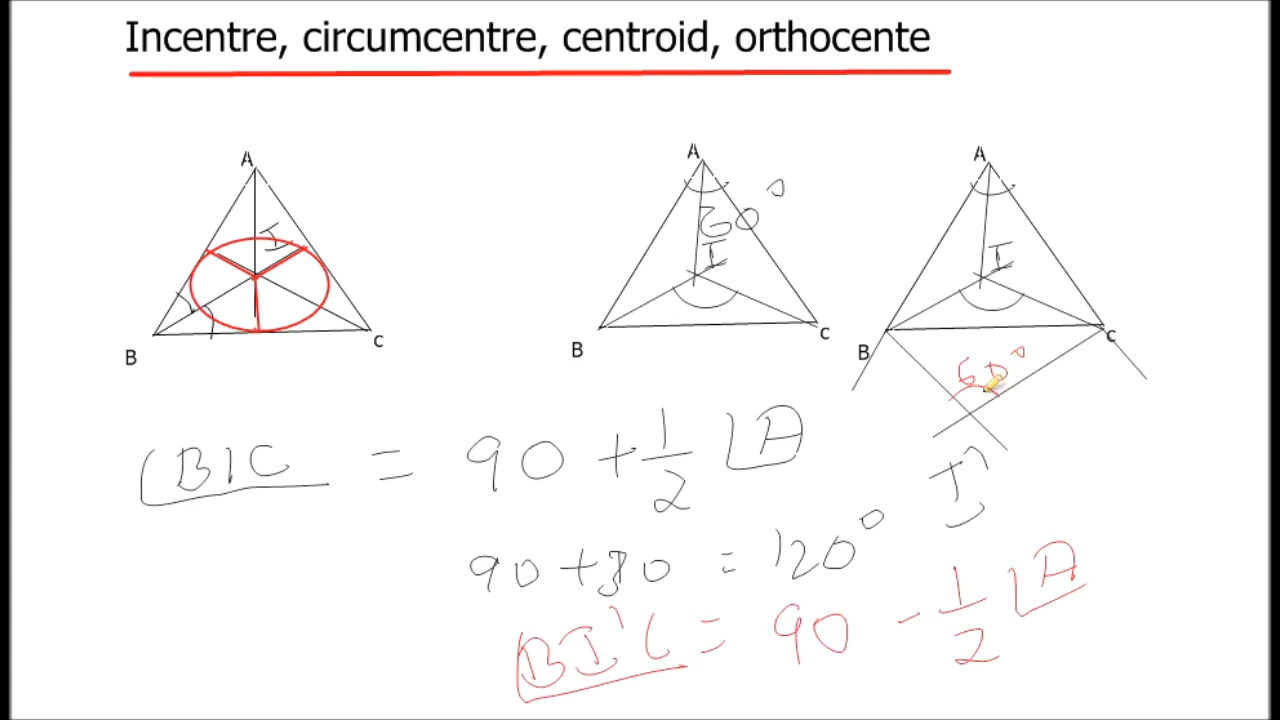 Incentre, circumcentre, centroid, orthocente
A
I
B
C
A
60°
I
B
C
A
I
B
C
60°
I'
∠BIC = 90 + 1/2 ∠A
90 + 30 = 120°
∠BI'C = 90 - 1/2 ∠A